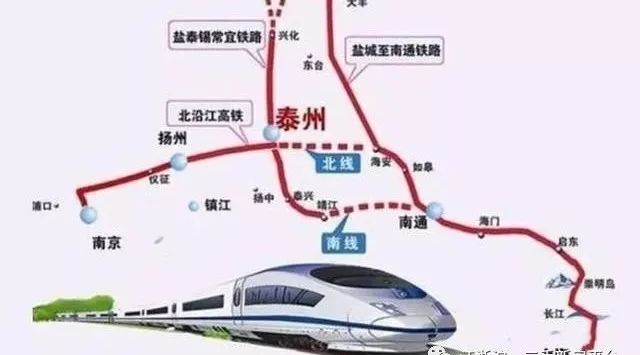 大丰
兴化
盐泰锡常宜铁路
盐城至南通铁路
东台
北沿江高铁
泰州
扬州
北线
海安
如皋
仪征
扬中
泰兴
浦口
镇江
靖江
南京
南线
南通
海门
启东
崇明岛
长江